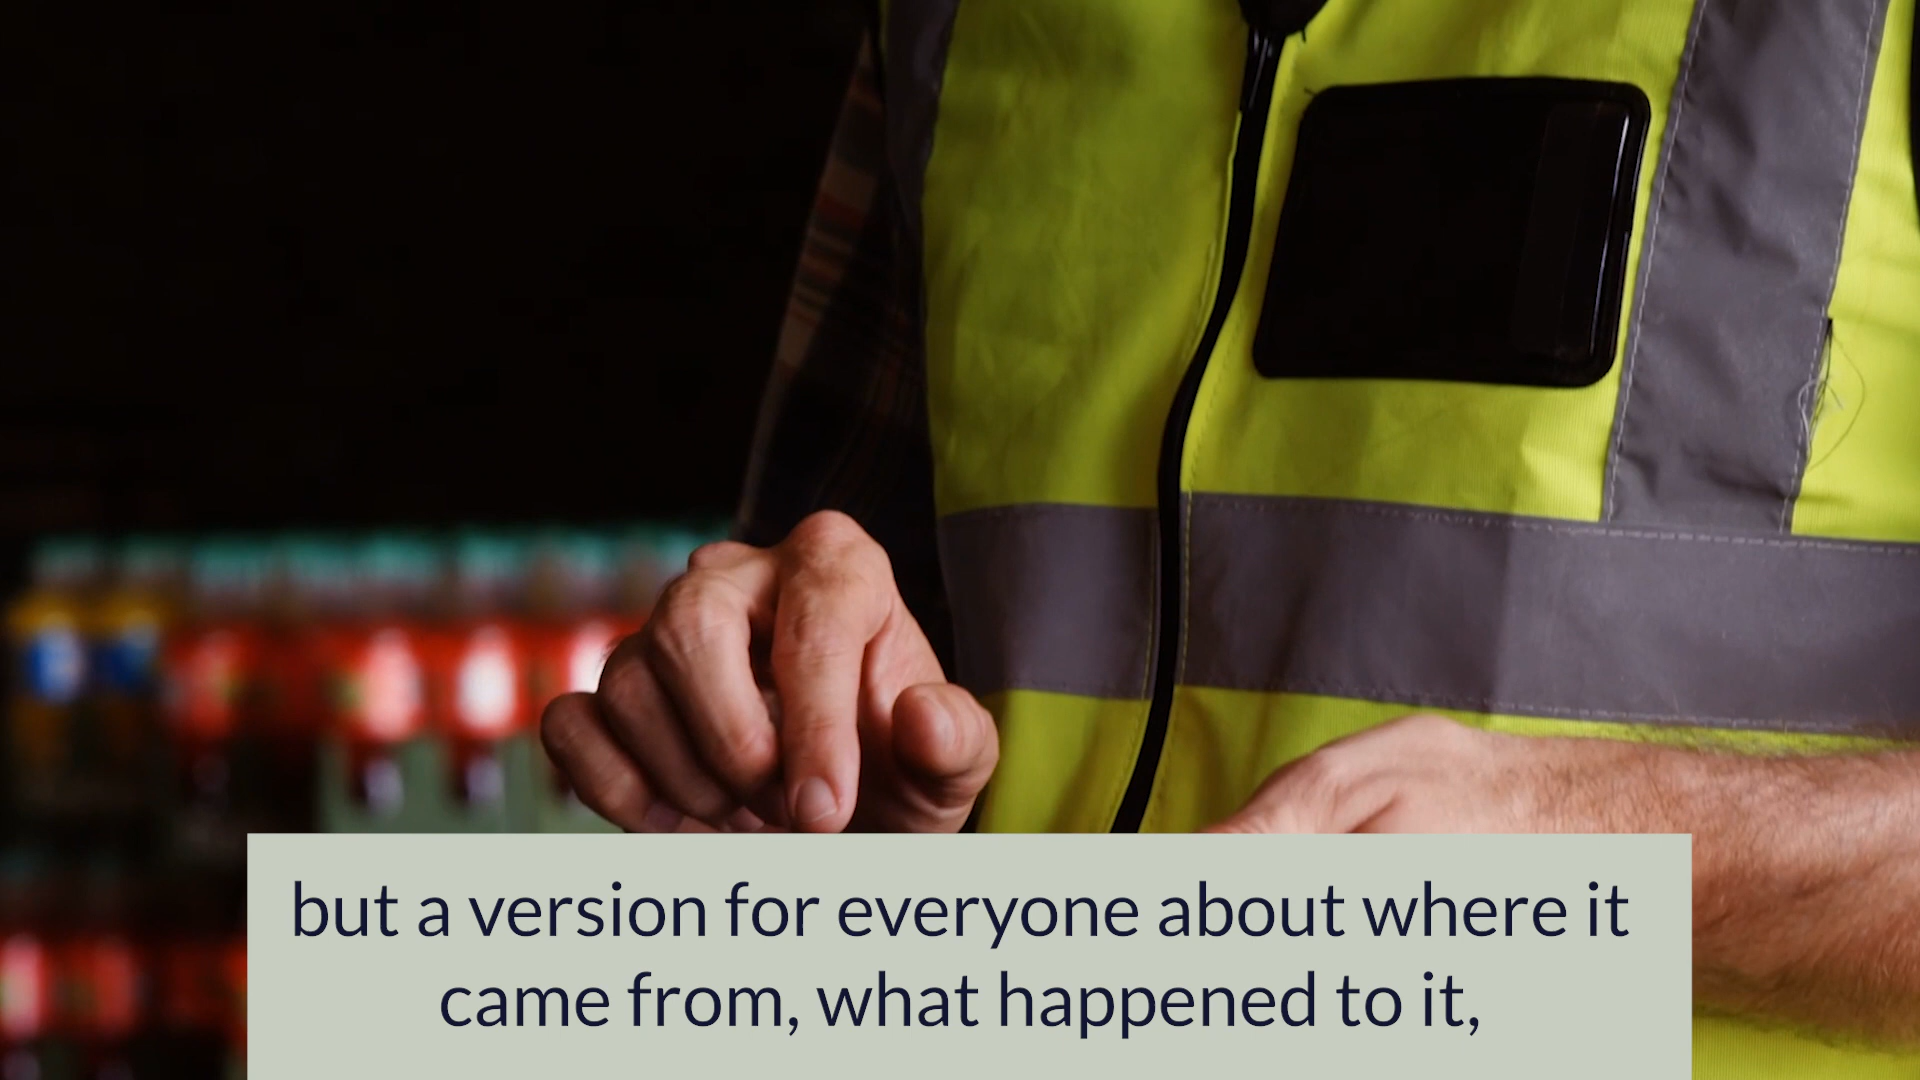 but a version for everyone about where it
came from, what happened to it,